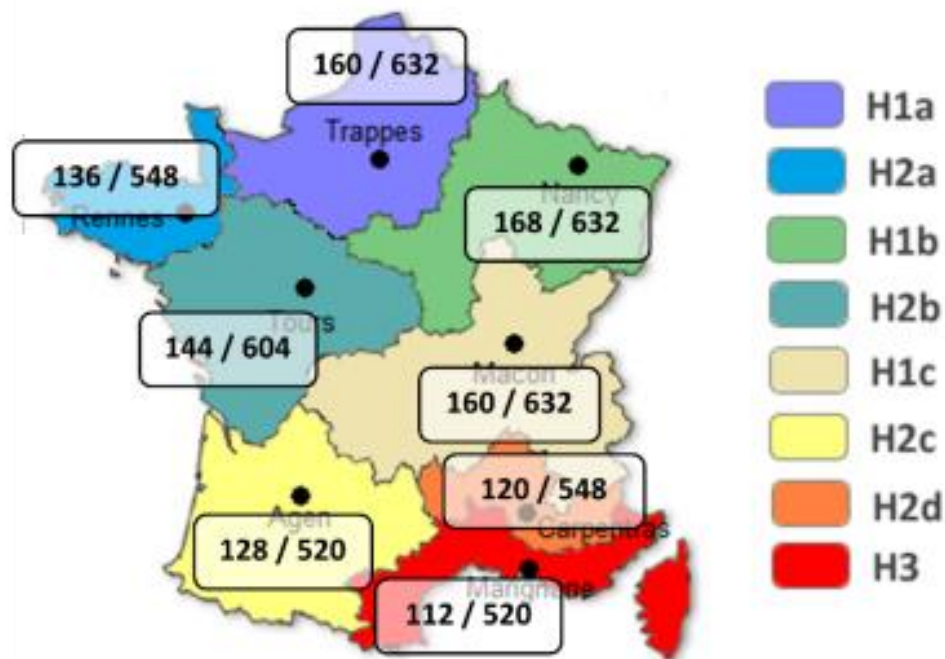 160 / 632
Trappes
136 / 548
Rennes
Nancy
168 / 632
Tours
144 / 604
Macon
160 / 632
120 / 548
Carpentras
Agen
128 / 520
Marignane
112 / 520
H1a
H2a
H1b
H2b
H1c
H2c
H2d
H3